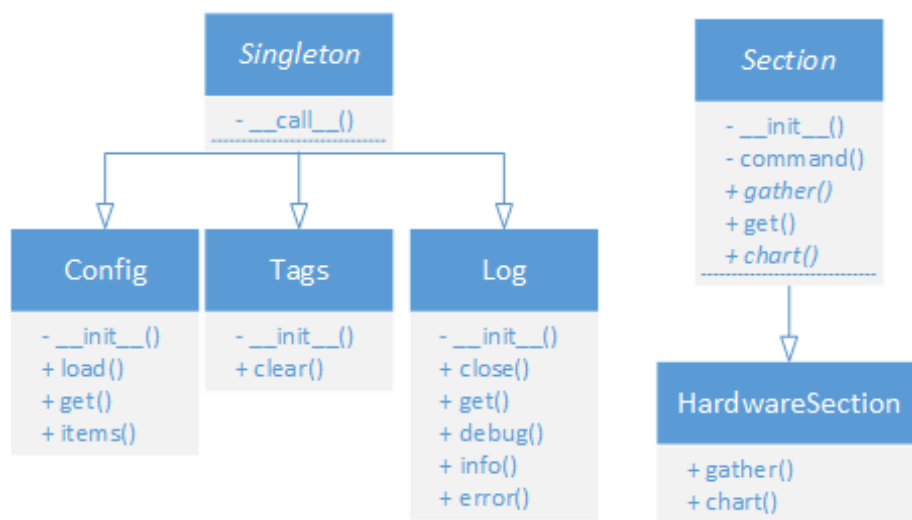 Singleton
- __call__()
Section
- __init__()
- command()
+ gather()
+ get()
+ chart()
Config
- __init__()
+ load()
+ get()
+ items()
Tags
- __init__()
+ clear()
Log
- __init__()
+ close()
+ get()
+ debug()
+ info()
+ error()
HardwareSection
+ gather()
+ chart()